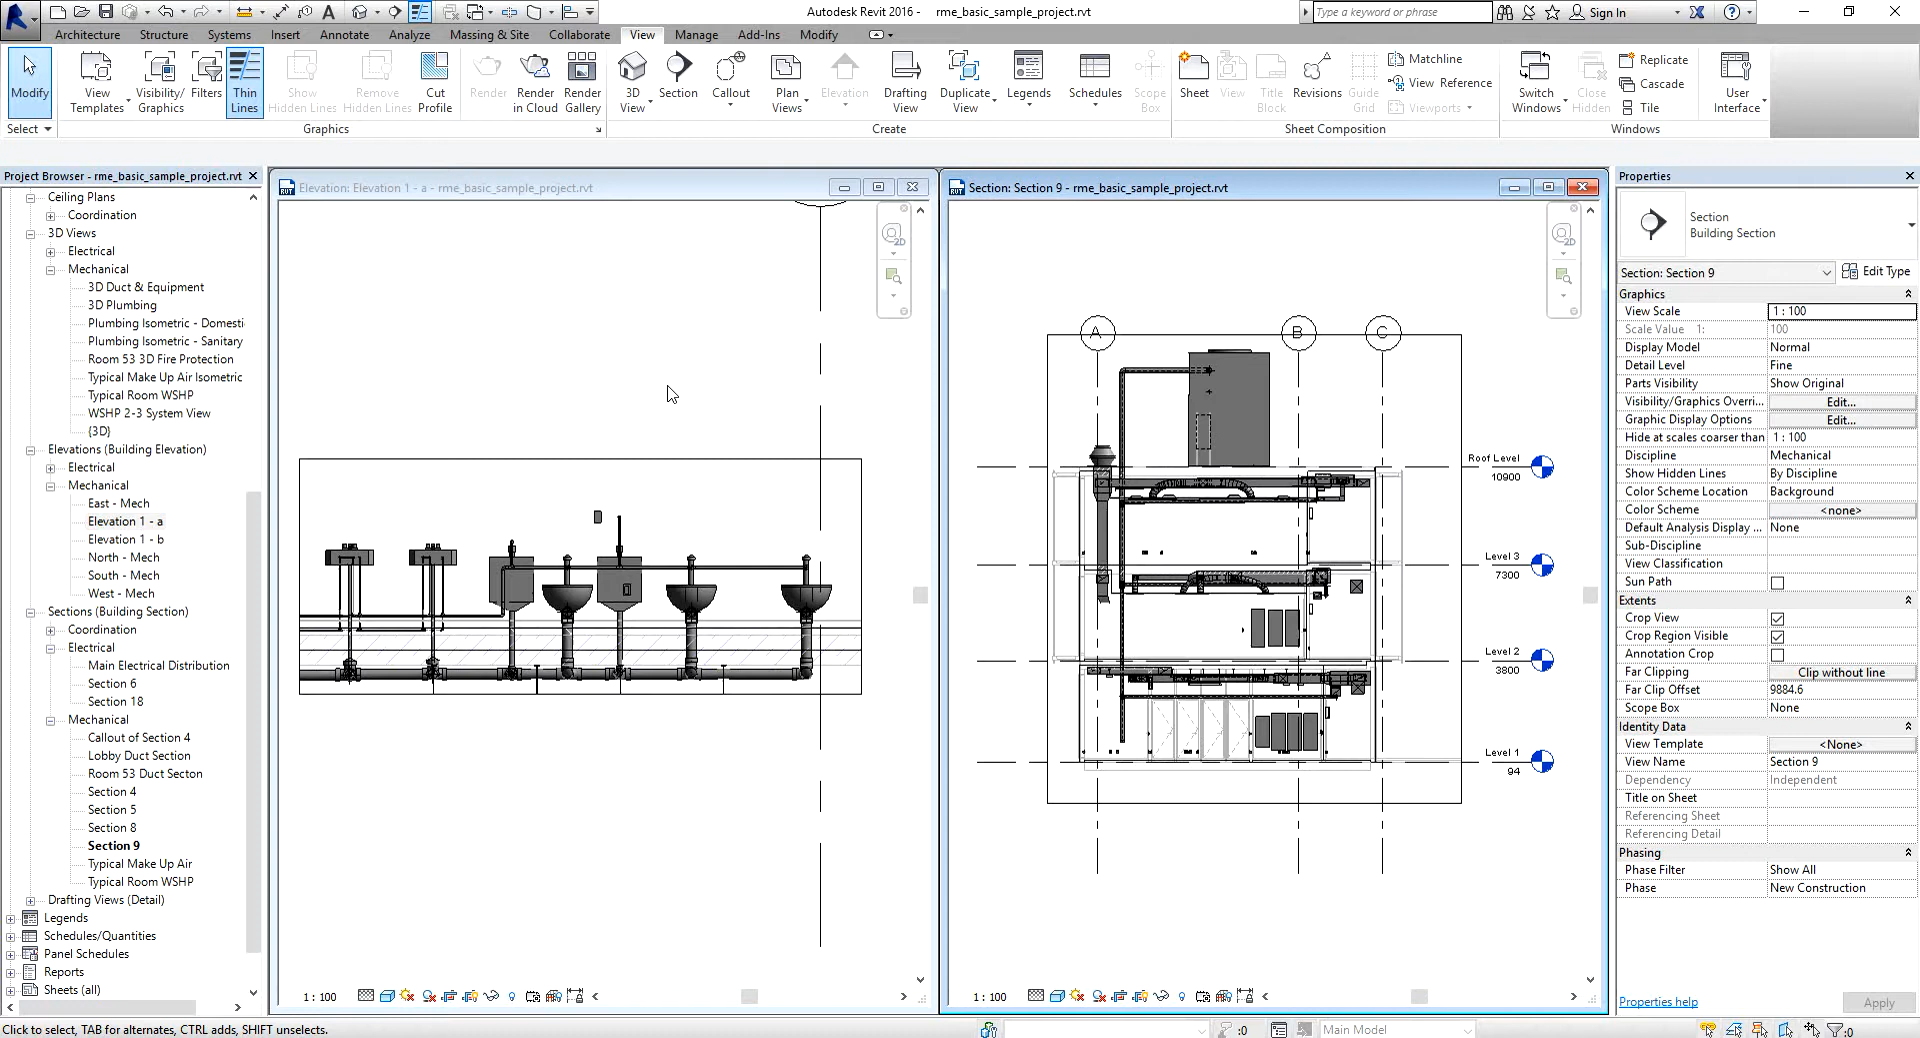 Autodesk Revit 2016 -    rme_basic_sample_project.rvt
Type a keyword or phrase
Sign In
Architecture Structure Systems Insert Annotate Analyze Massing & Site Collaborate View Manage Add-Ins Modify
Modify
View Templates
Visibility/ Graphics
Filters
Thin Lines
Show Hidden Lines
Remove Hidden Lines
Cut Profile
Render
Render in Cloud
Render Gallery
3D View
Section
Callout
Plan Views
Elevation
Drafting View
Duplicate View
Legends
Schedules
Scope Box
Sheet
View
Title Block
Revisions
Guide Grid
Matchline
View Reference
Viewports
Switch Windows
Close Hidden
Replicate
Cascade
Tile
User Interface
Select
Graphics
Create
Sheet Composition
Windows
Project Browser - rme_basic_sample_project.rvt
Ceiling Plans
Coordination
3D Views
Electrical
Mechanical
3D Duct & Equipment
3D Plumbing
Plumbing Isometric - Domesti
Plumbing Isometric - Sanitary
Room 53 3D Fire Protection
Typical Make Up Air Isometric
Typical Room WSHP
WSHP 2-3 System View
{3D}
Elevations (Building Elevation)
Electrical
Mechanical
East - Mech
Elevation 1 - a
Elevation 1 - b
North - Mech
South - Mech
West - Mech
Sections (Building Section)
Coordination
Electrical
Main Electrical Distribution
Section 6
Section 18
Mechanical
Callout of Section 4
Lobby Duct Section
Room 53 Duct Secton
Section 4
Section 5
Section 8
Section 9
Typical Make Up Air
Typical Room WSHP
Drafting Views (Detail)
Legends
Schedules/Quantities
Panel Schedules
Reports
Sheets (all)
Elevation: Elevation 1 - a - rme_basic_sample_project.rvt
2D
1 : 100
Section: Section 9 - rme_basic_sample_project.rvt
2D
A B C
Roof Level
10900
Level 3
7300
Level 2
3800
Level 1
94
1 : 100
Properties
Section
Building Section
Section: Section 9
Edit Type
Graphics
View Scale 1 : 100
Scale Value 1: 100
Display Model Normal
Detail Level Fine
Parts Visibility Show Original
Visibility/Graphics Overri... Edit...
Graphic Display Options Edit...
Hide at scales coarser than 1 : 100
Discipline Mechanical
Show Hidden Lines By Discipline
Color Scheme Location Background
Color Scheme <none>
Default Analysis Display ... None
Sub-Discipline
View Classification
Sun Path
Extents
Crop View
Crop Region Visible
Annotation Crop
Far Clipping Clip without line
Far Clip Offset 9884.6
Scope Box None
Identity Data
View Template <None>
View Name Section 9
Dependency Independent
Title on Sheet
Referencing Sheet
Referencing Detail
Phasing
Phase Filter Show All
Phase New Construction
Properties help
Apply
Click to select, TAB for alternates, CTRL adds, SHIFT unselects.
:0
Main Model
:0